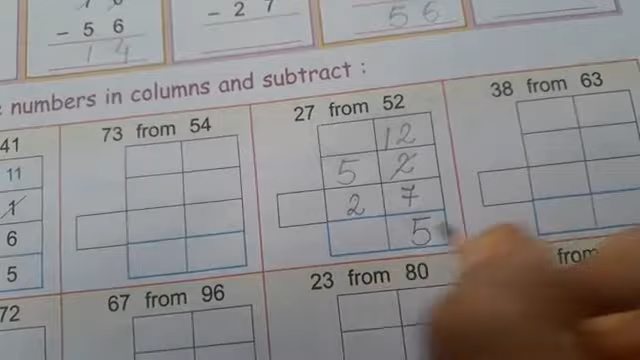 - 5 6
1 4
- 2 7
5 6
numbers in columns and subtract :
41
11
1
6
5
73 from 54
27 from 52
12
5 2
2 7
5
38 from 63
72
67 from 96
23 from 80
from